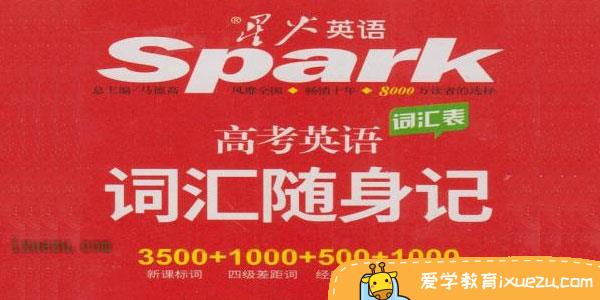 ®星火英语
Spark
总主编 马德高 风靡全国◆畅销十年◆8000万读者的选择
词汇表
高考英语
词汇随身记
3500+1000+500+1000
新课标词 四级差距词
爱学教育ixuezu.com